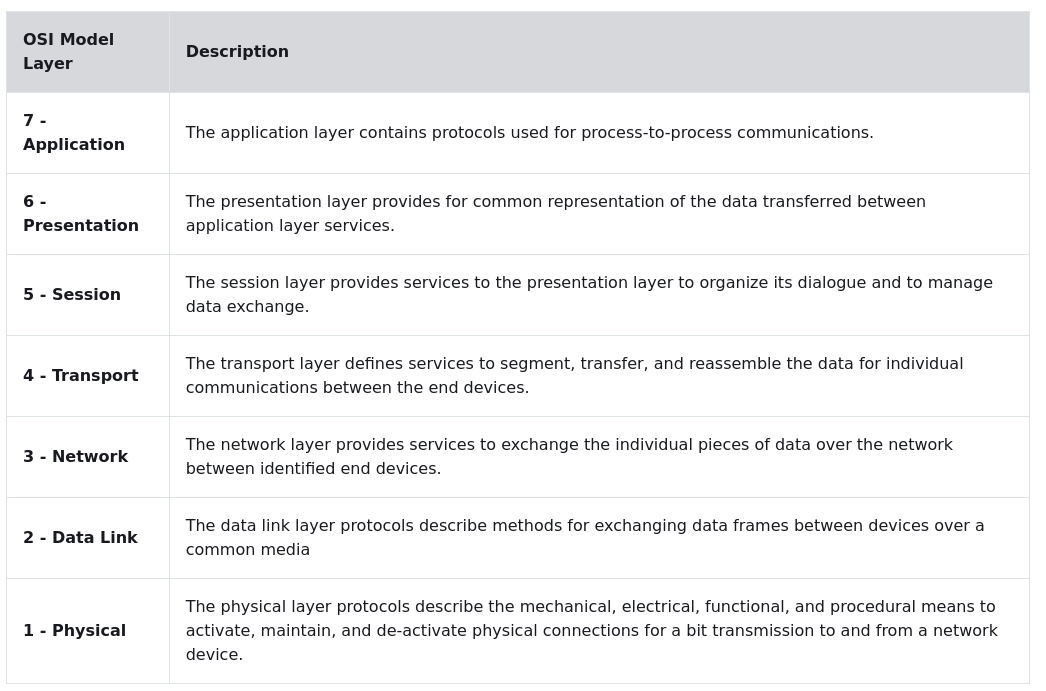 OSI Model
Layer
Description
7 -
Application
The application layer contains protocols used for process-to-process communications.
6 -
Presentation
The presentation layer provides for common representation of the data transferred between
application layer services.
5 - Session
The session layer provides services to the presentation layer to organize its dialogue and to manage
data exchange.
4 - Transport
The transport layer defines services to segment, transfer, and reassemble the data for individual
communications between the end devices.
3 - Network
The network layer provides services to exchange the individual pieces of data over the network
between identified end devices.
2 - Data Link
The data link layer protocols describe methods for exchanging data frames between devices over a
common media
1 - Physical
The physical layer protocols describe the mechanical, electrical, functional, and procedural means to
activate, maintain, and de-activate physical connections for a bit transmission to and from a network
device.